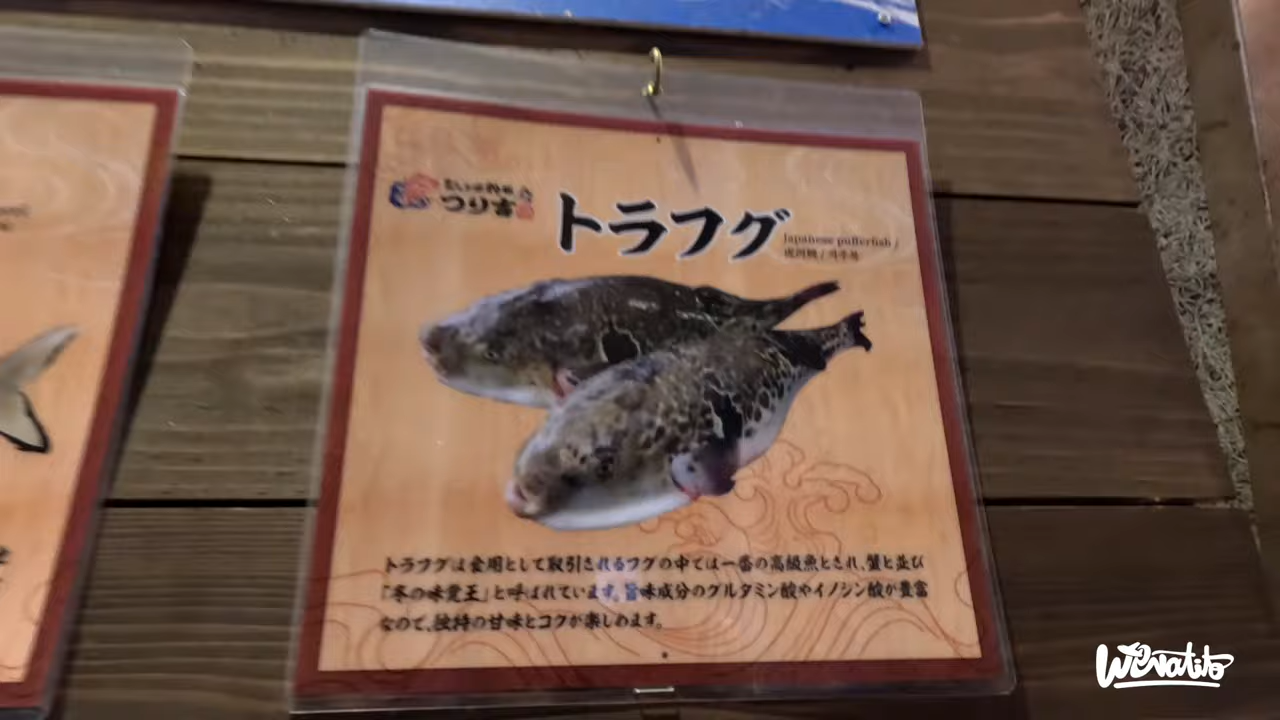 つり吉
トラフグ
Japanese pufferfish /
トラフグは食用として取引されるフグの中では一番の高級魚とされ、蟹と並び
「冬の味覚王」と呼ばれています。旨味成分のグルタミン酸やイノシン酸が豊富
なので、独特の甘味とコクが楽しめます。
Wevatito